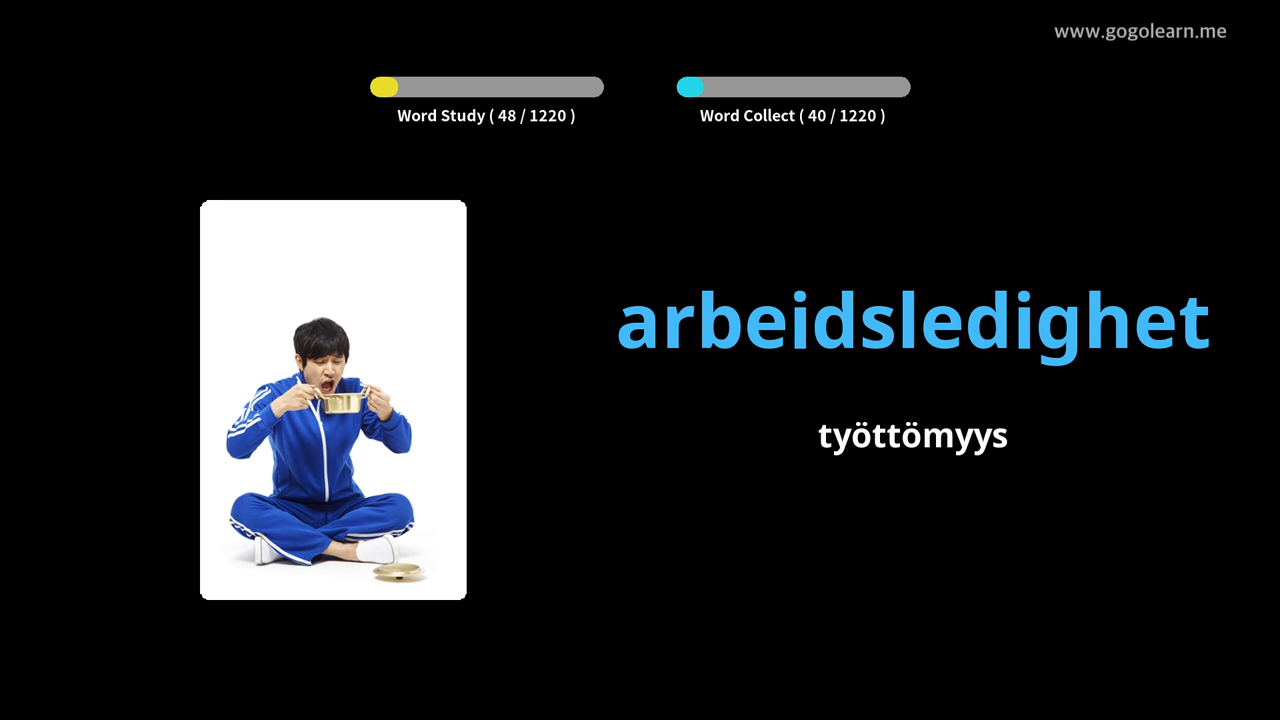 www.gogolearn.me
Word Study ( 48 / 1220 )
Word Collect ( 40 / 1220 )
arbeidsledighet
työttömyys